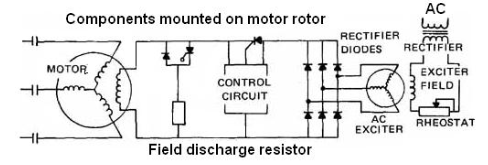 Components mounted on motor rotor
AC
RECTIFIER
DIODES
RECTIFIER
MOTOR
CONTROL
CIRCUIT
EXCITER
FIELD
AC
EXCITER
RHEOSTAT
Field discharge resistor